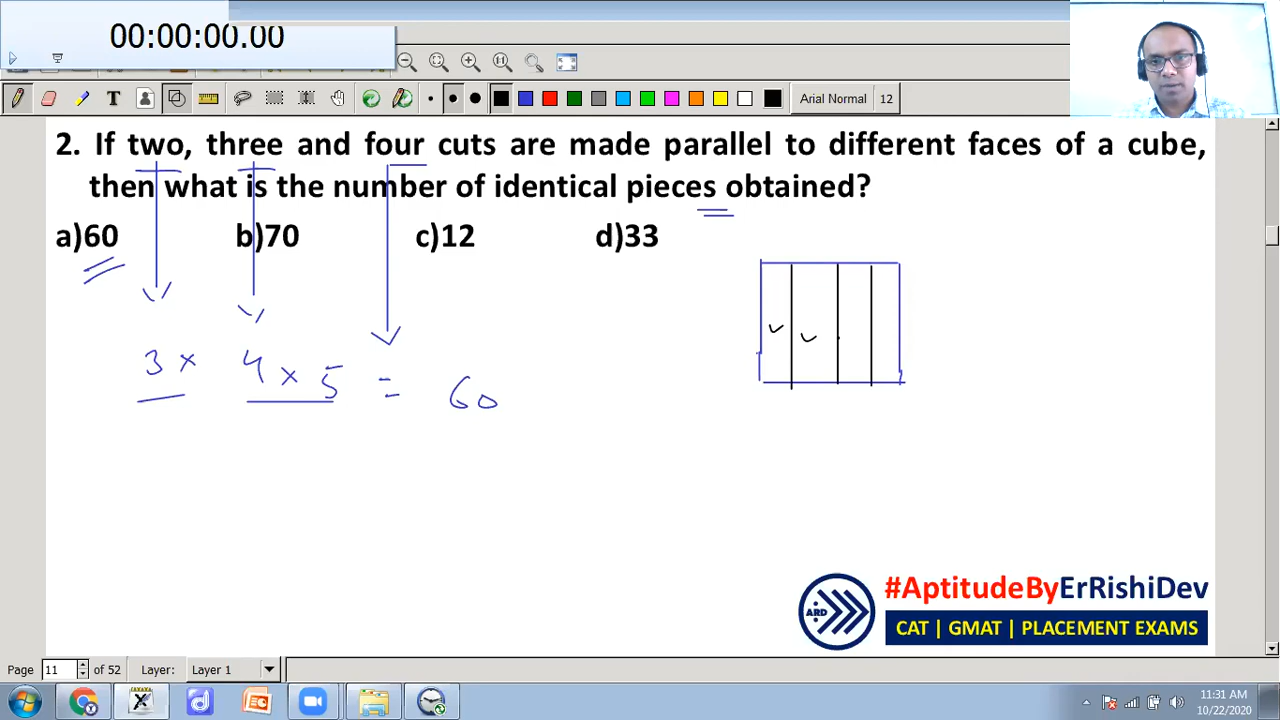 00:00:00.00
Arial Normal 12
2. If two, three and four cuts are made parallel to different faces of a cube,
then what is the number of identical pieces obtained?
a)60 b)70 c)12 d)33
3 × 4 × 5 = 60
#AptitudeByErRishiDev
ARD
CAT | GMAT | PLACEMENT EXAMS
Page 11 of 52 Layer: Layer 1
11:31 AM
10/22/2020